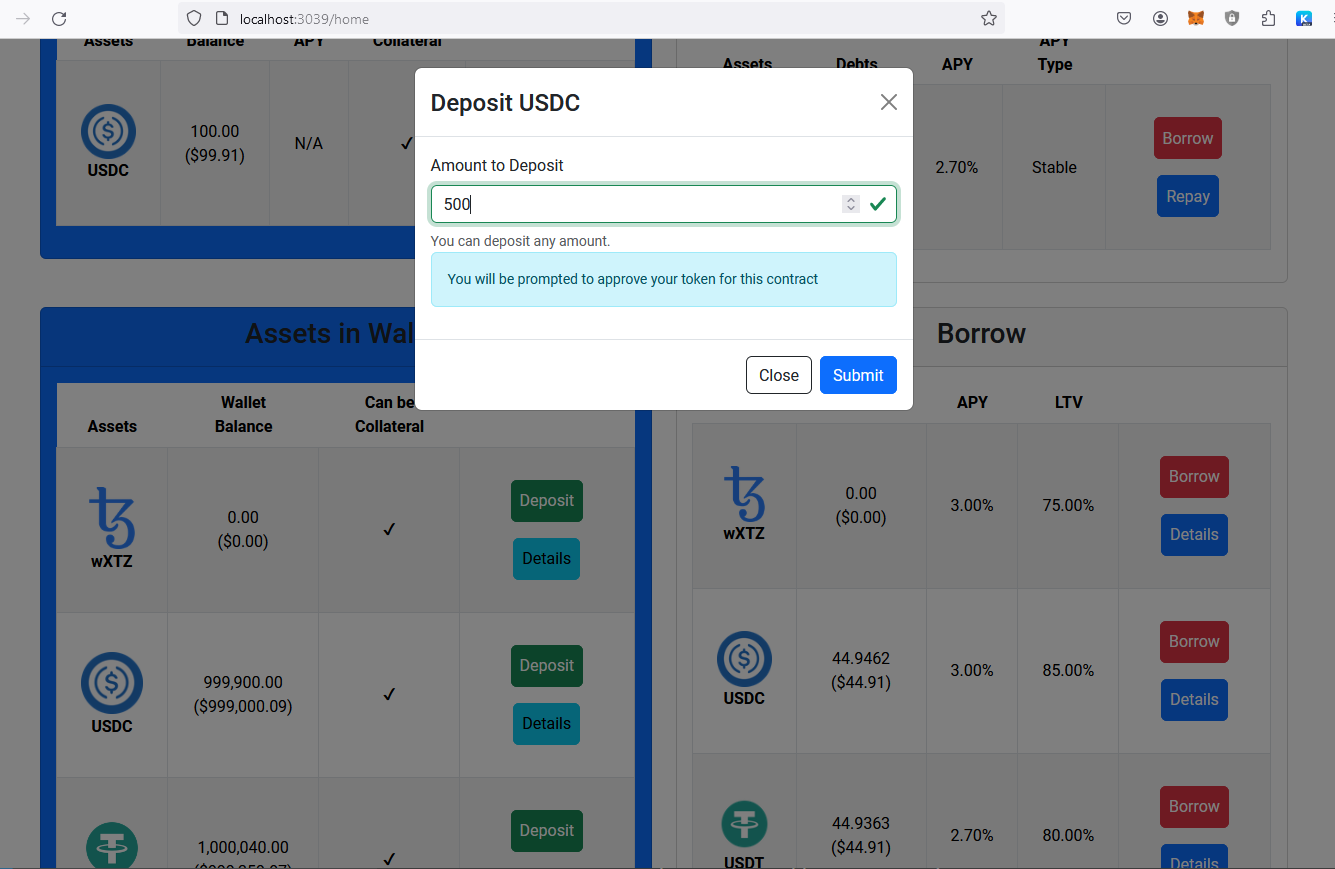 localhost:3039/home
Assets
Balance
APY
Collateral
USDC
100.00
($99.91)
N/A
✓
Assets
Debts
APY
APY
Type
2.70%
Stable
Borrow
Repay
Deposit USDC
Amount to Deposit
500
You can deposit any amount.
You will be prompted to approve your token for this contract
Close
Submit
Assets in Wal
Assets
Wallet
Balance
Can be
Collateral
wXTZ
0.00
($0.00)
✓
Deposit
Details
USDC
999,900.00
($999,000.09)
✓
Deposit
Details
1,000,040.00
✓
Deposit
Borrow
APY
LTV
wXTZ
0.00
($0.00)
3.00%
75.00%
Borrow
Details
USDC
44.9462
($44.91)
3.00%
85.00%
Borrow
Details
USDT
44.9363
($44.91)
2.70%
80.00%
Borrow
Details